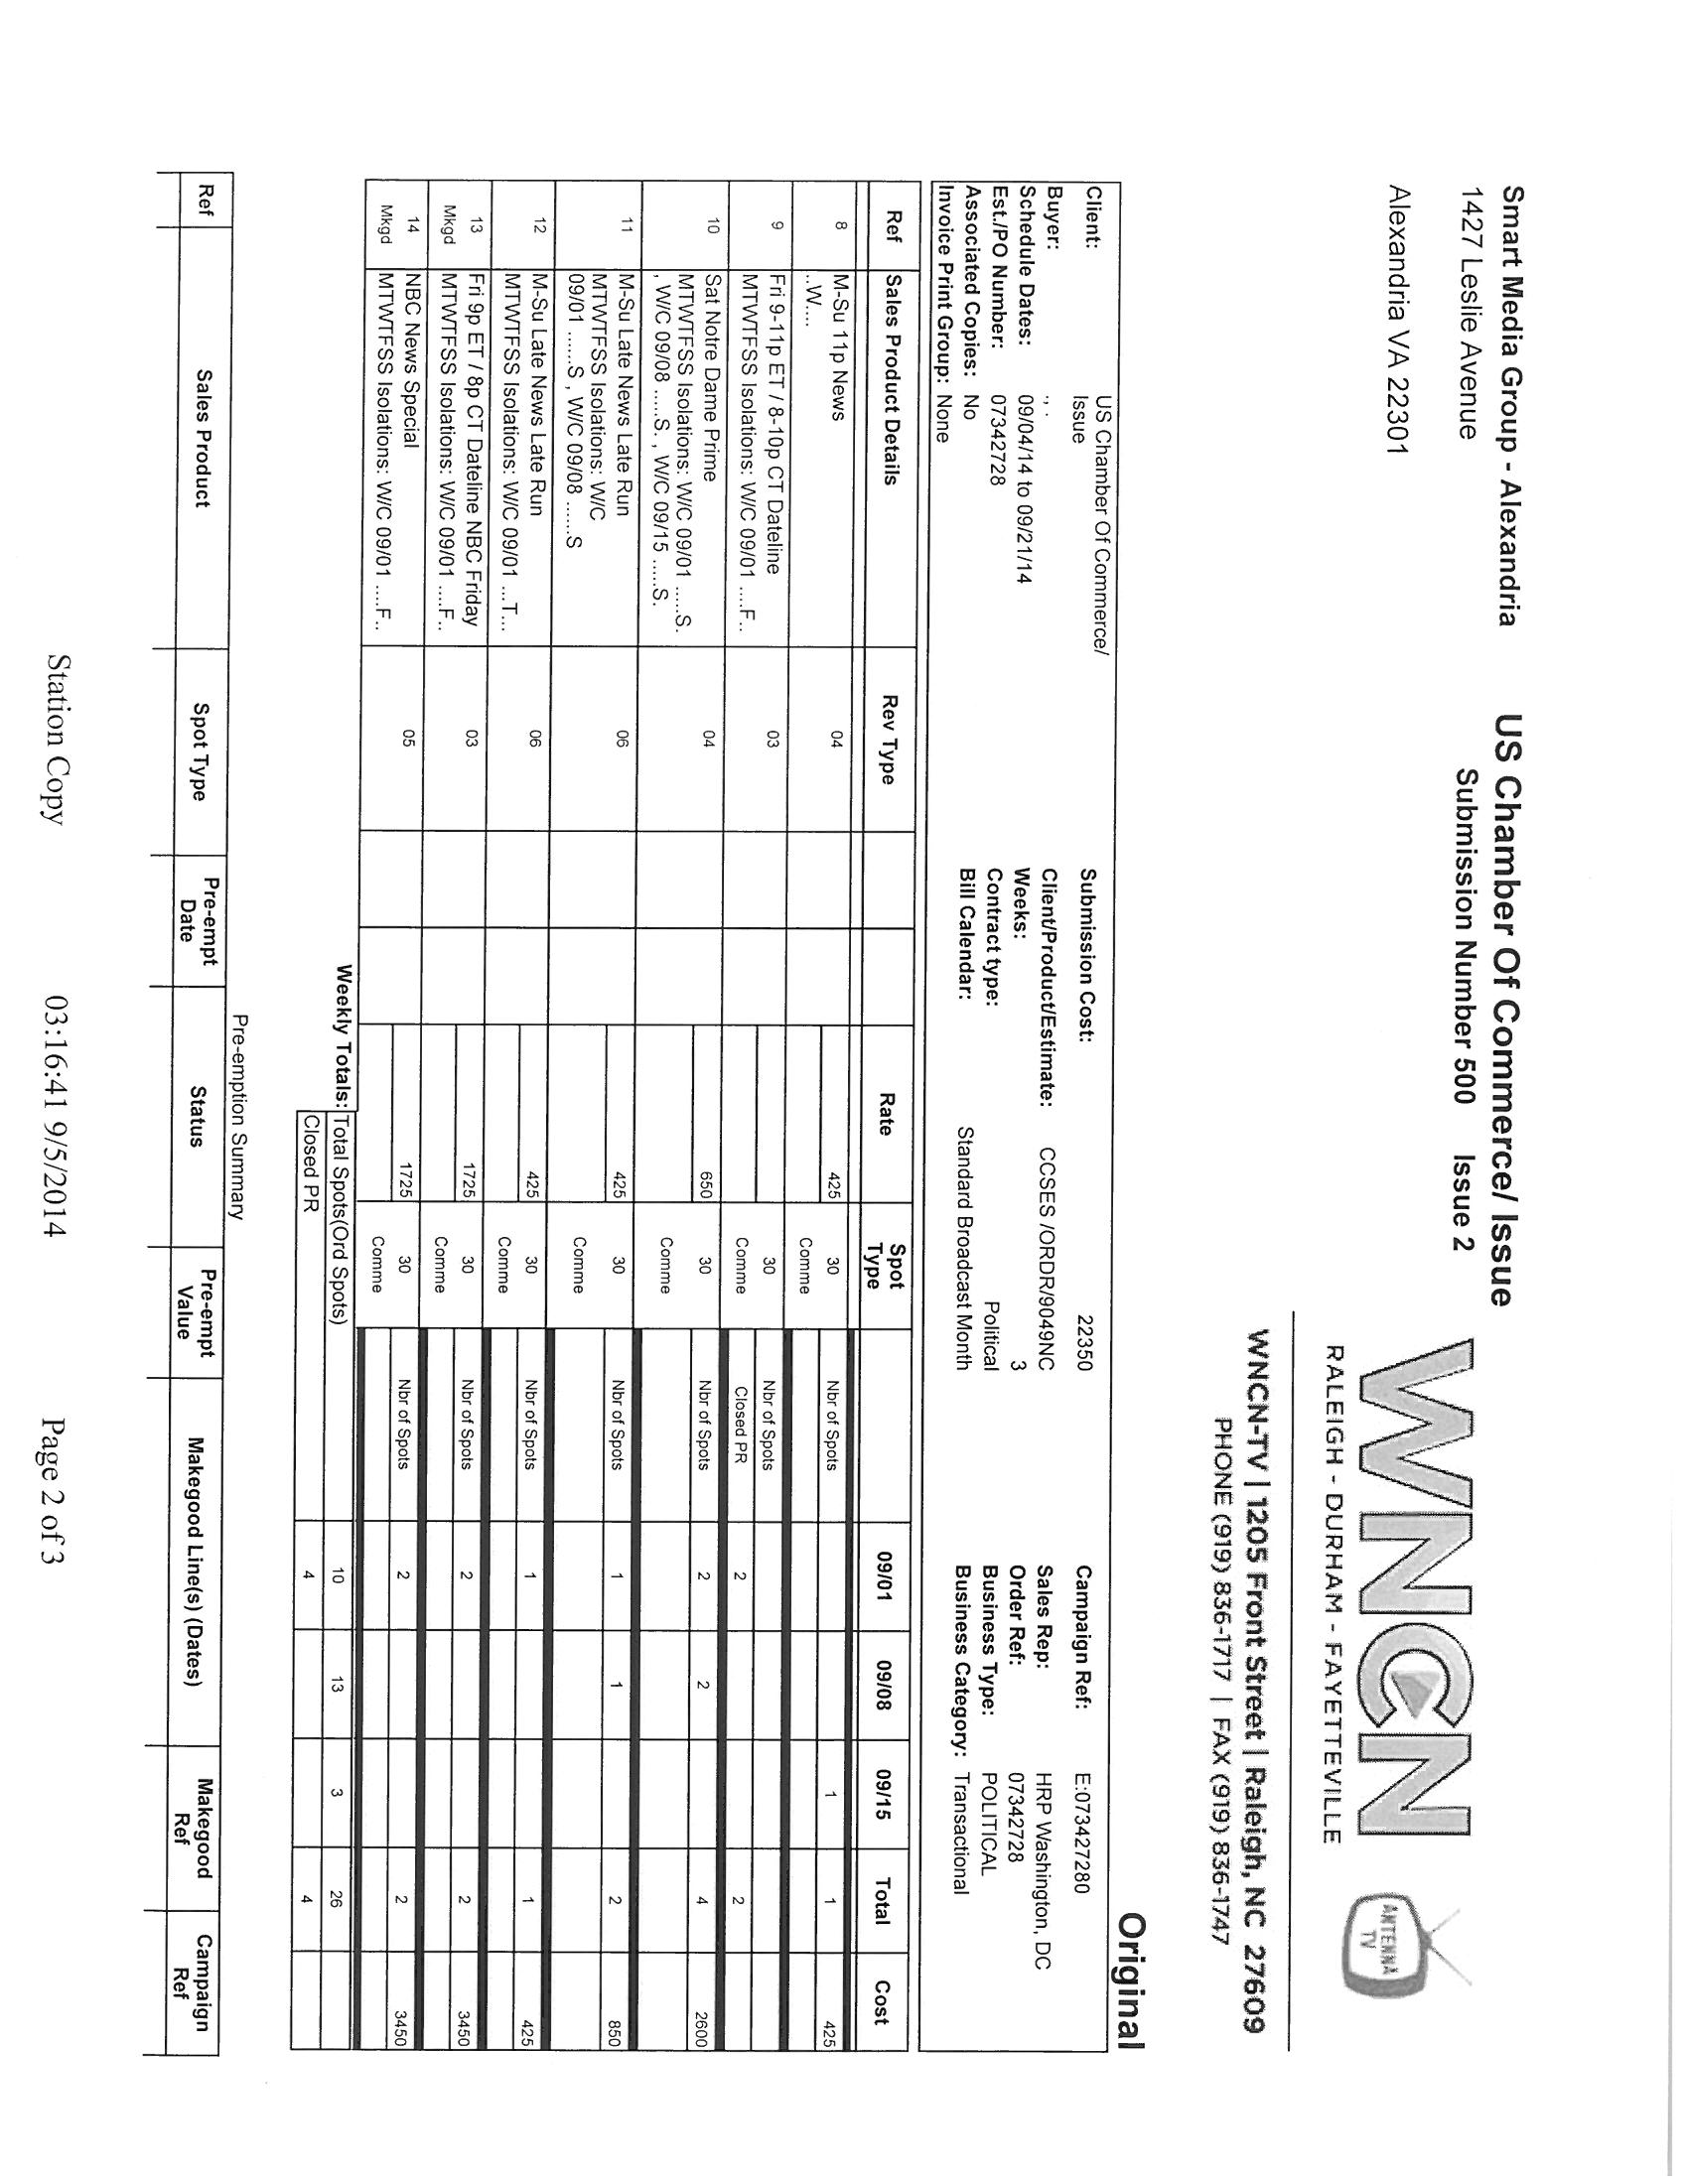 Smart Media Group - Alexandria
1427 Leslie Avenue
Alexandria VA 22301
US Chamber Of Commerce/ Issue
Submission Number 500 Issue 2
WNCN
RALEIGH - DURHAM - FAYETTEVILLE
ANTENNA
TV
WNCN-TV | 1205 Front Street | Raleigh, NC 27609
PHONE (919) 836-1717 | FAX (919) 836-1747
Original
Client: US Chamber Of Commerce/
Issue
Buyer: , .
Schedule Dates: 09/04/14 to 09/21/14
Est./PO Number: 07342728
Associated Copies: No
Invoice Print Group: None
Submission Cost: 22350
Client/Product/Estimate: CCSES /ORDR/9049NC
Weeks: 3
Contract type: Political
Bill Calendar: Standard Broadcast Month
Campaign Ref: E:073427280
Sales Rep: HRP Washington, DC
Order Ref: 07342728
Business Type: POLITICAL
Business Category: Transactional
Ref Sales Product Details Rev Type Rate Spot Type 09/01 09/08 09/15 Total Cost
8 M-Su 11p News 04 425 30 Nbr of Spots 1 1 425
..W.... Comme
9 Fri 9-11p ET / 8-10p CT Dateline 03 30 Nbr of Spots
MTWTFSS Isolations: W/C 09/01 ....F.. Comme Closed PR 2 2
10 Sat Notre Dame Prime 04 650 30 Nbr of Spots 2 2 4 2600
MTWTFSS Isolations: W/C 09/01 .....S.
, W/C 09/08 .....S. , W/C 09/15 .....S. Comme
11 M-Su Late News Late Run 06 425 30 Nbr of Spots 1 1 2 850
MTWTFSS Isolations: W/C
09/01 ......S , W/C 09/08 ......S Comme
12 M-Su Late News Late Run 06 425 30 Nbr of Spots 1 1 425
MTWTFSS Isolations: W/C 09/01 ...T... Comme
13 Fri 9p ET / 8p CT Dateline NBC Friday 03 1725 30 Nbr of Spots 2 2 3450
Mkgd MTWTFSS Isolations: W/C 09/01 ....F.. Comme
14 NBC News Special 05 1725 30 Nbr of Spots 2 2 3450
Mkgd MTWTFSS Isolations: W/C 09/01 ....F.. Comme
Weekly Totals: Total Spots(Ord Spots) 10 13 3 26
Closed PR 4 4
Pre-emption Summary
Ref Sales Product Spot Type Pre-empt Date Status Pre-empt Value Makegood Line(s) (Dates) Makegood Ref Campaign Ref
Station Copy 03:16:41 9/5/2014 Page 2 of 3